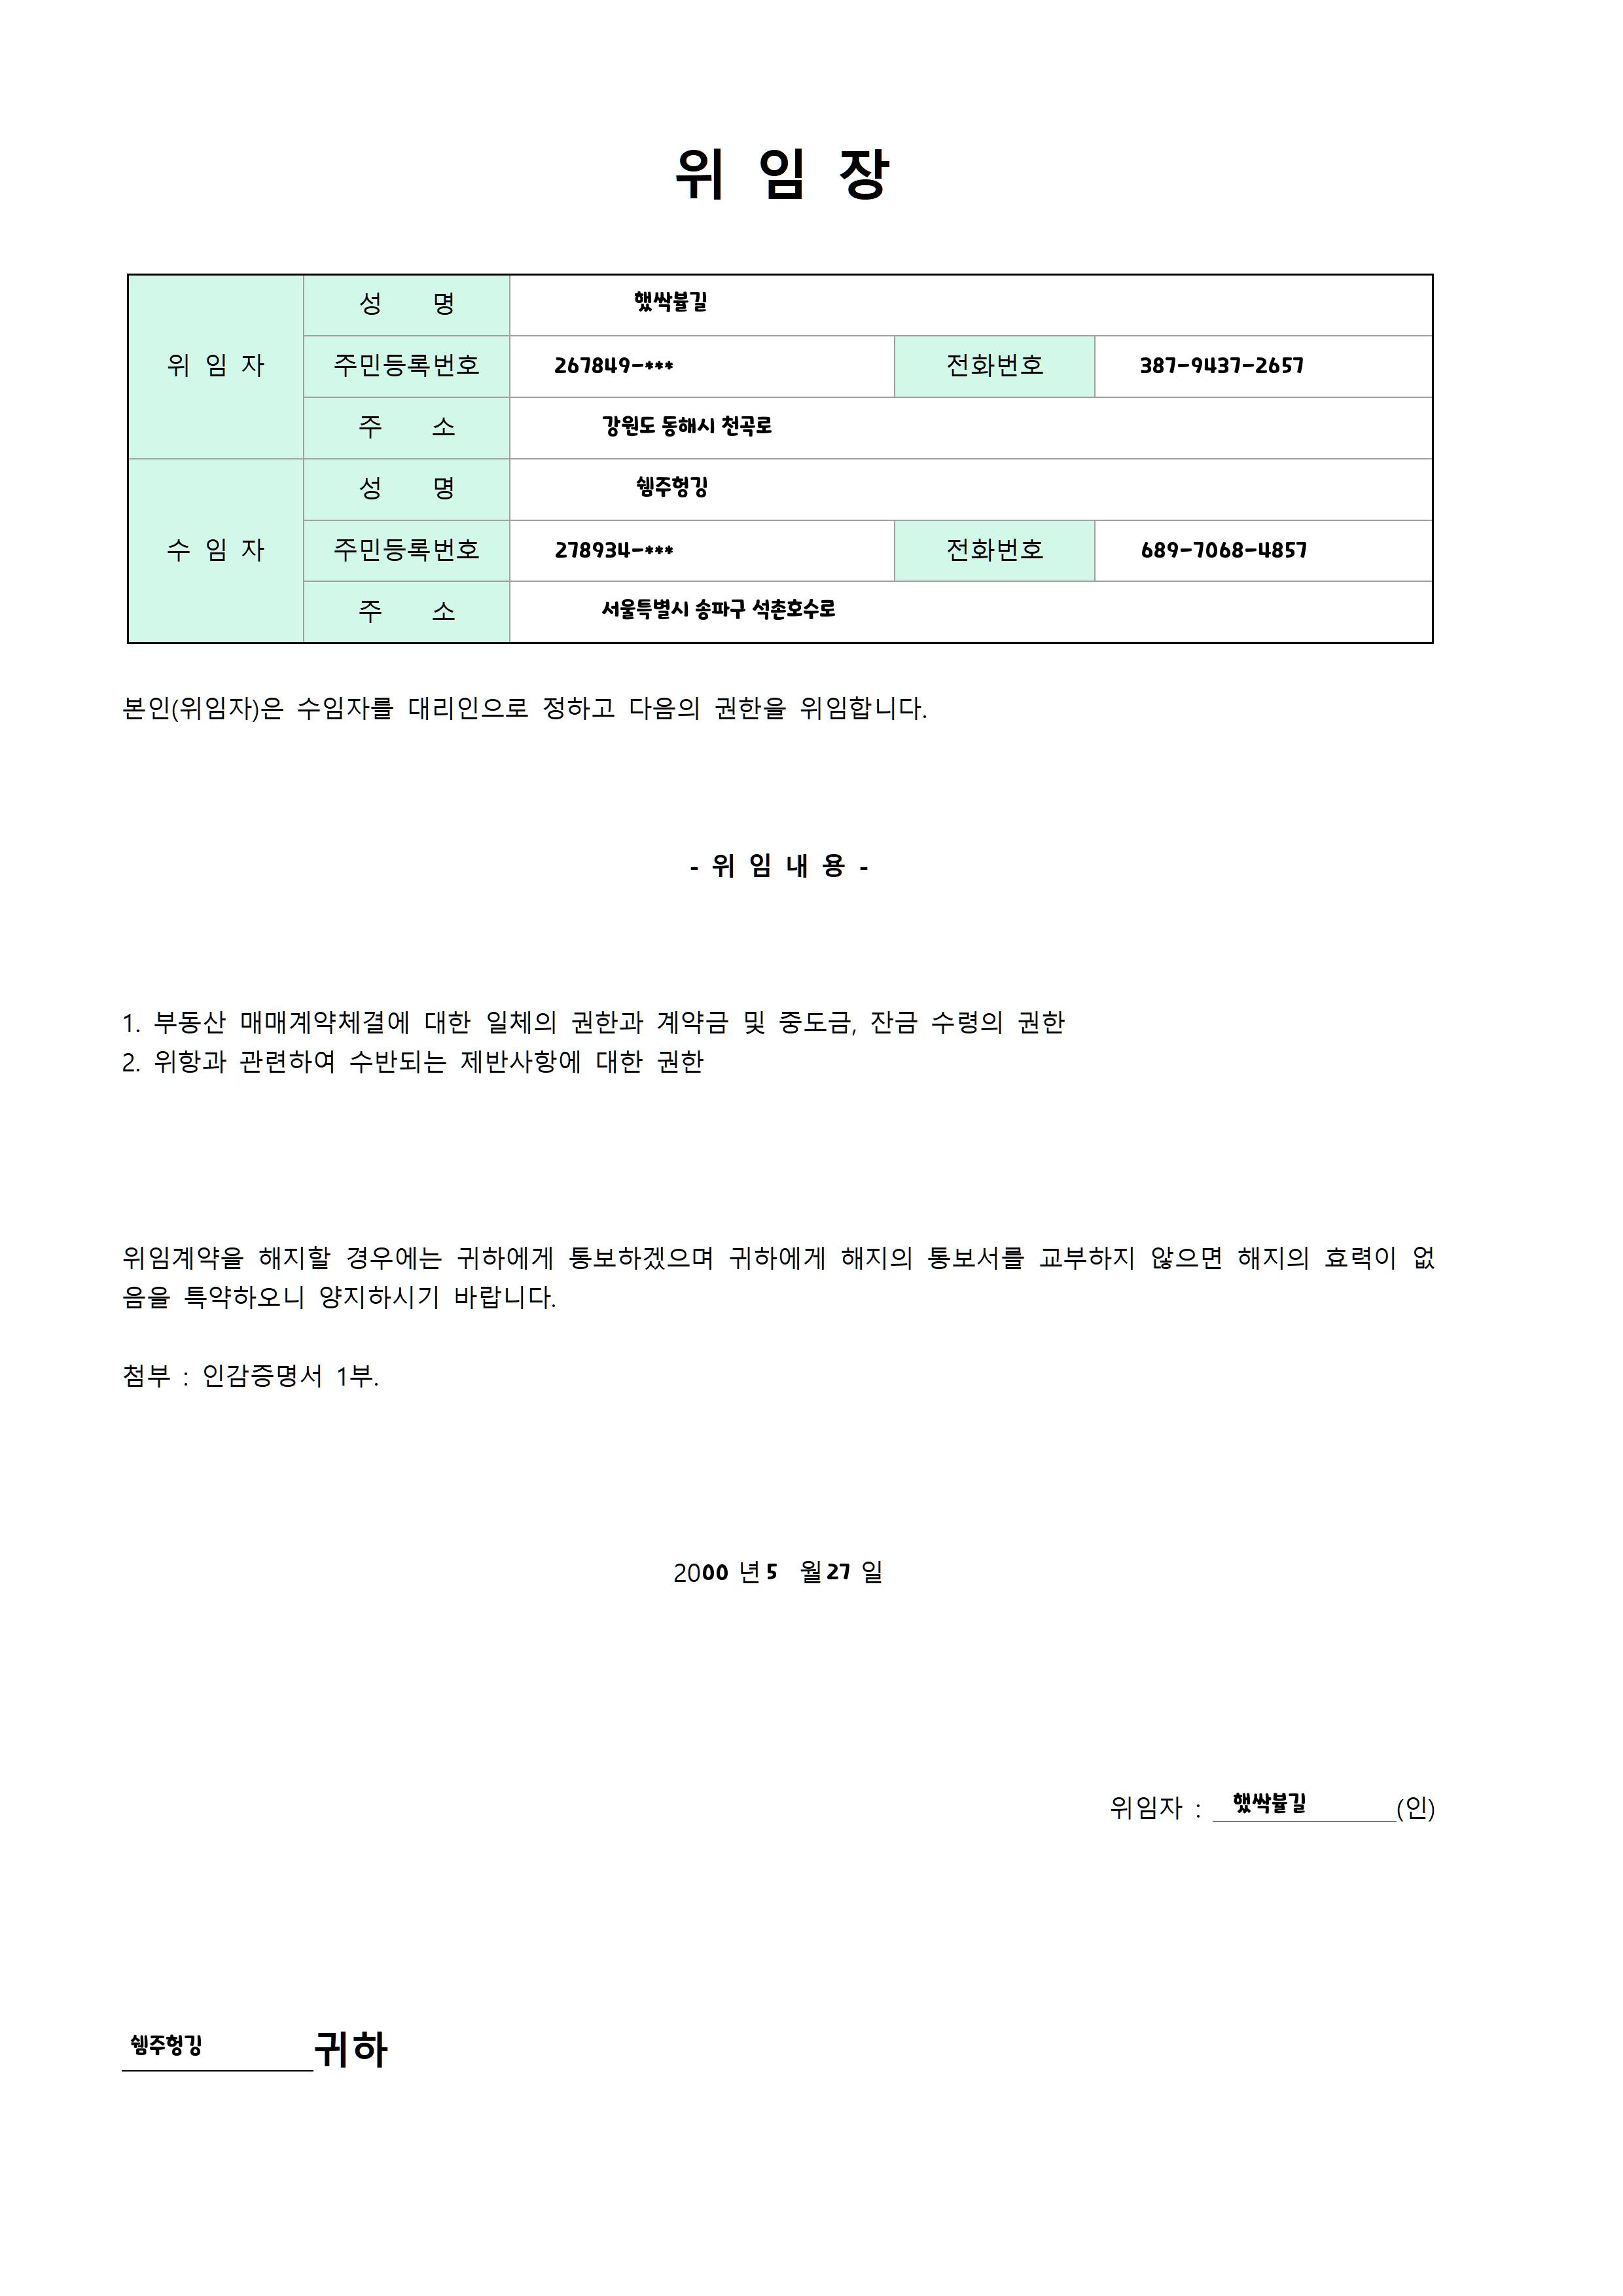 위 임 장
위 임 자
성 명 했싹뷸길
주민등록번호 267849-*** 전화번호 387-9437-2657
주 소 강원도 동해시 천곡로
수 임 자
성 명 쉠주헝깅
주민등록번호 278934-*** 전화번호 689-7068-4857
주 소 서울특별시 송파구 석촌호수로
본인(위임자)은 수임자를 대리인으로 정하고 다음의 권한을 위임합니다.
- 위 임 내 용 -
1. 부동산 매매계약체결에 대한 일체의 권한과 계약금 및 중도금, 잔금 수령의 권한
2. 위항과 관련하여 수반되는 제반사항에 대한 권한
위임계약을 해지할 경우에는 귀하에게 통보하겠으며 귀하에게 해지의 통보서를 교부하지 않으면 해지의 효력이 없
음을 특약하오니 양지하시기 바랍니다.
첨부 : 인감증명서 1부.
2000 년 5 월 27 일
위임자 : 했싹뷸길 (인)
쉠주헝깅 귀하